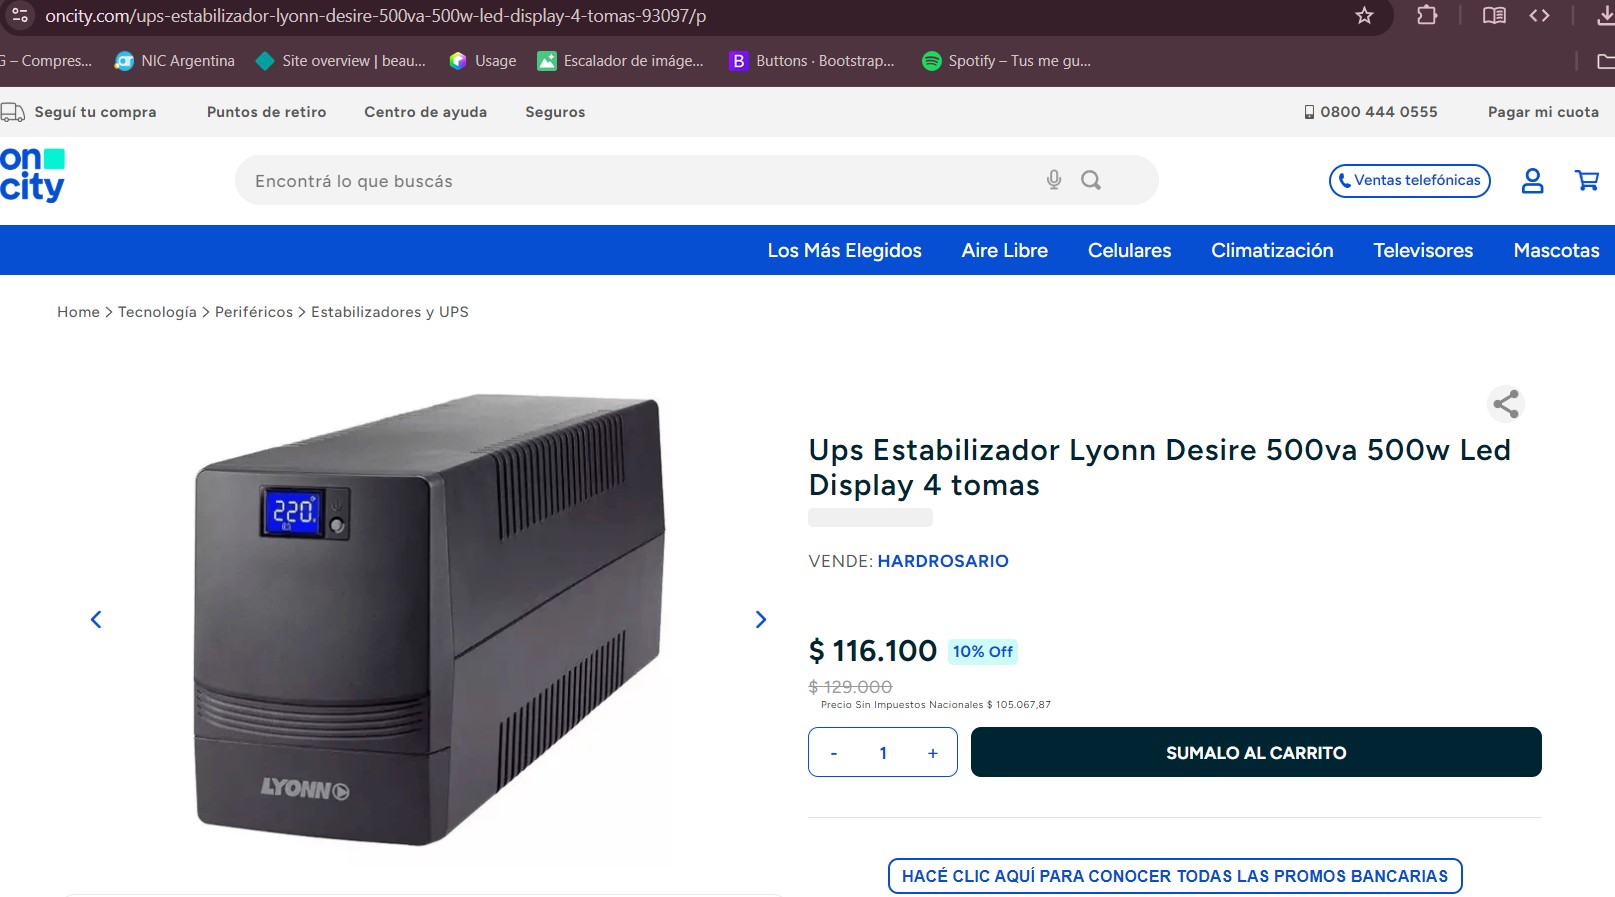 oncity.com/ups-estabilizador-lyonn-desire-500va-500w-led-display-4-tomas-93097/p
G – Compres...
NIC Argentina
Site overview | beau...
Usage
Escalador de imáge...
B
Buttons · Bootstrap...
Spotify – Tus me gu...
Seguí tu compra
Puntos de retiro
Centro de ayuda
Seguros
0800 444 0555
Pagar mi cuota
on
city
Encontrá lo que buscás
Ventas telefónicas
Los Más Elegidos
Aire Libre
Celulares
Climatización
Televisores
Mascotas
Home > Tecnología > Periféricos > Estabilizadores y UPS
220
LYONN
Ups Estabilizador Lyonn Desire 500va 500w Led
Display 4 tomas
VENDE: HARDROSARIO
$ 116.100
10% Off
$ 129.000
Precio Sin Impuestos Nacionales $ 105.067,87
- 1 +
SUMALO AL CARRITO
HACÉ CLIC AQUÍ PARA CONOCER TODAS LAS PROMOS BANCARIAS